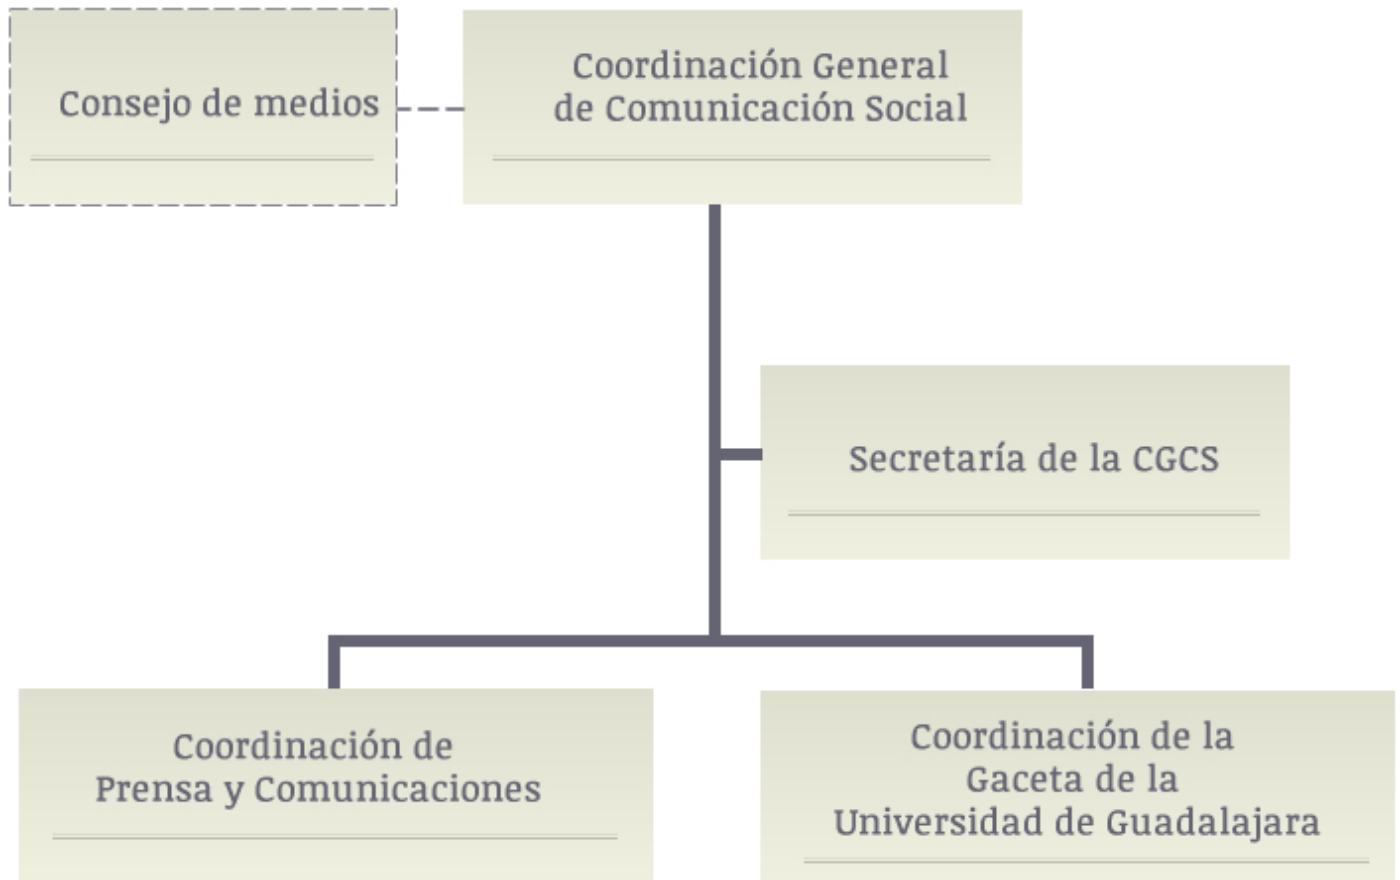 Consejo de medios
Coordinación General
de Comunicación Social
Secretaría de la CGCS
Coordinación de
Prensa y Comunicaciones
Coordinación de la
Gaceta de la
Universidad de Guadalajara